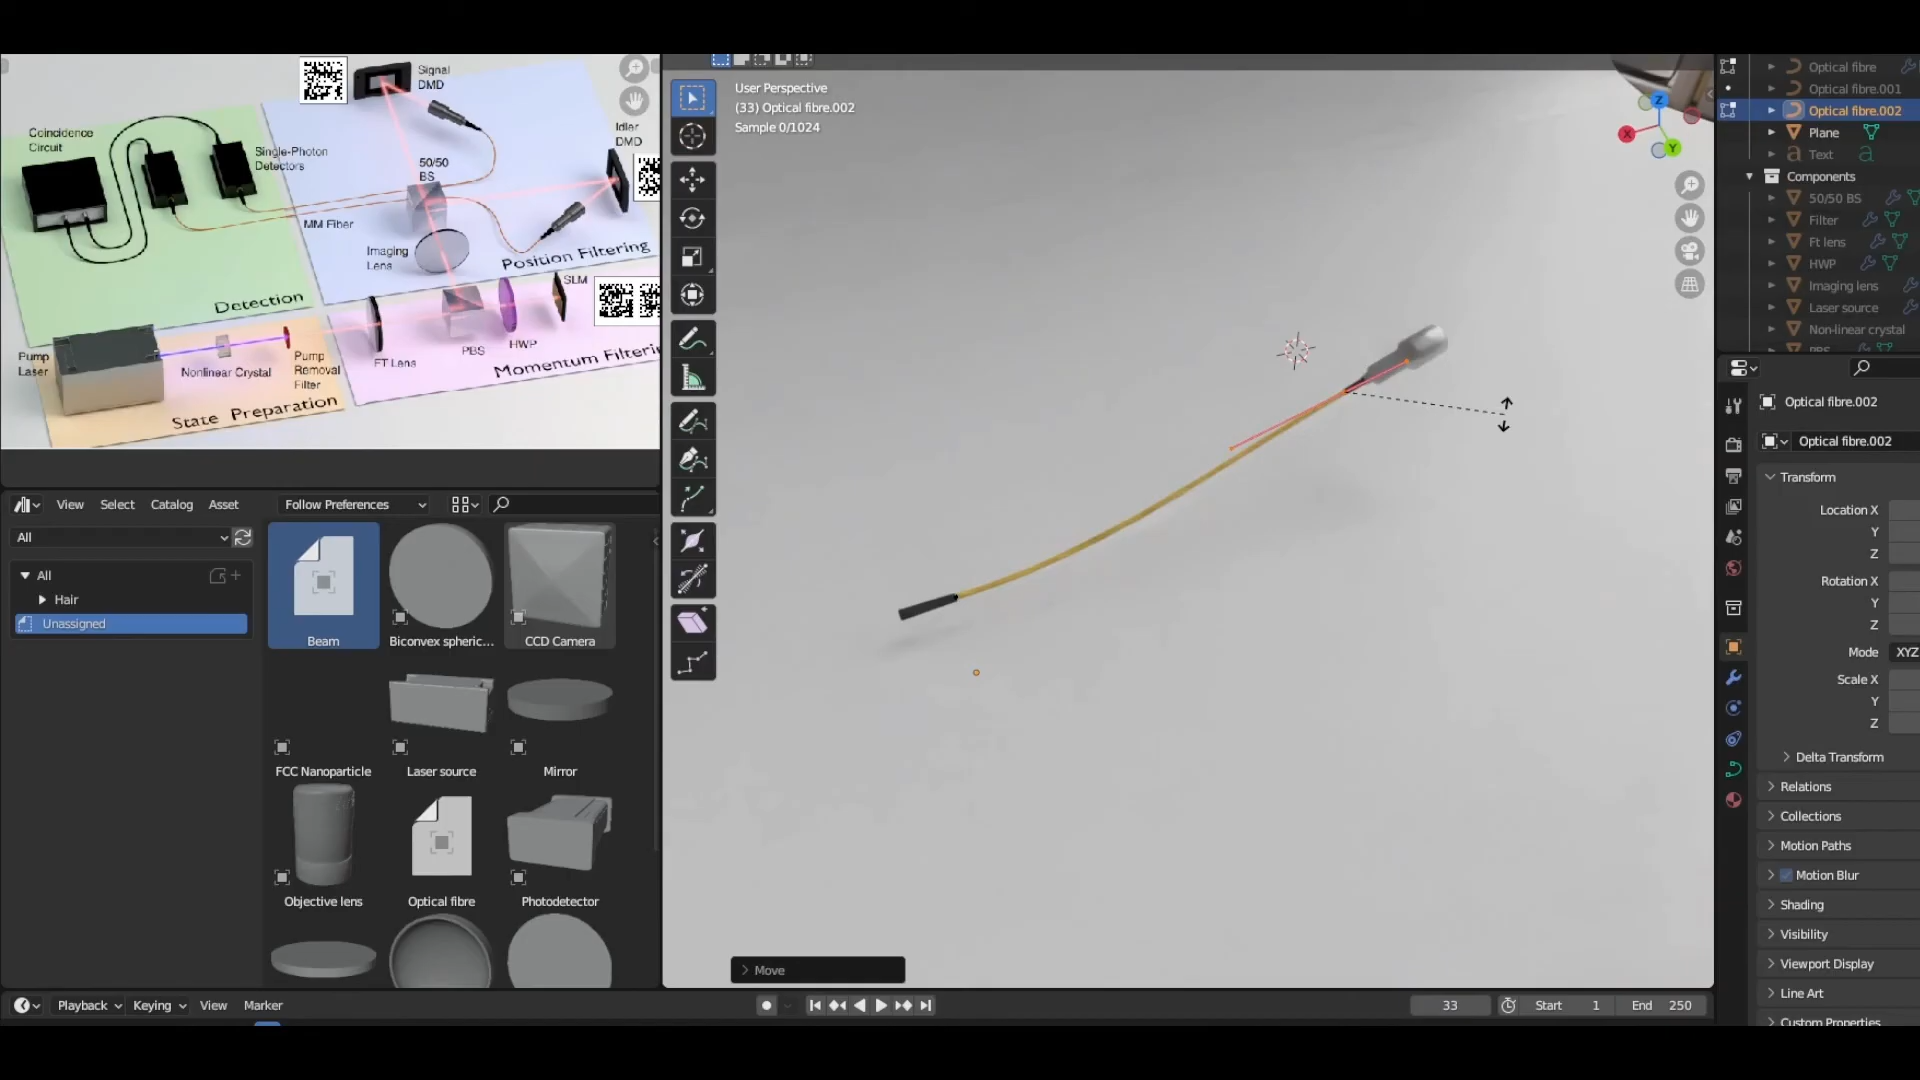 Signal
DMD
Coincidence
Circuit
Single-Photon
Detectors
50/50
BS
Idler
DMD
MM Fiber
Imaging
Lens
Position Filtering
Detection
SLM
Pump
Laser
Nonlinear Crystal
Pump
Removal
Filter
FT Lens
PBS
HWP
Momentum Filterin
State Preparation
User Perspective
(33) Optical fibre.002
Sample 0/1024
X
Y
Z
Optical fibre
Optical fibre.001
Optical fibre.002
Plane
Text
Components
50/50 BS
Filter
Ft lens
HWP
Imaging lens
Laser source
Non-linear crystal
PBS
Optical fibre.002
Optical fibre.002
Transform
Location X
Y
Z
Rotation X
Y
Z
Mode XYZ
Scale X
Y
Z
Delta Transform
Relations
Collections
Motion Paths
Motion Blur
Shading
Visibility
Viewport Display
Line Art
Custom Properties
View Select Catalog Asset Follow Preferences
All
All
Hair
Unassigned
Beam Biconvex spheric... CCD Camera
FCC Nanoparticle Laser source Mirror
Objective lens Optical fibre Photodetector
Move
Playback Keying View Marker 33 Start 1 End 250